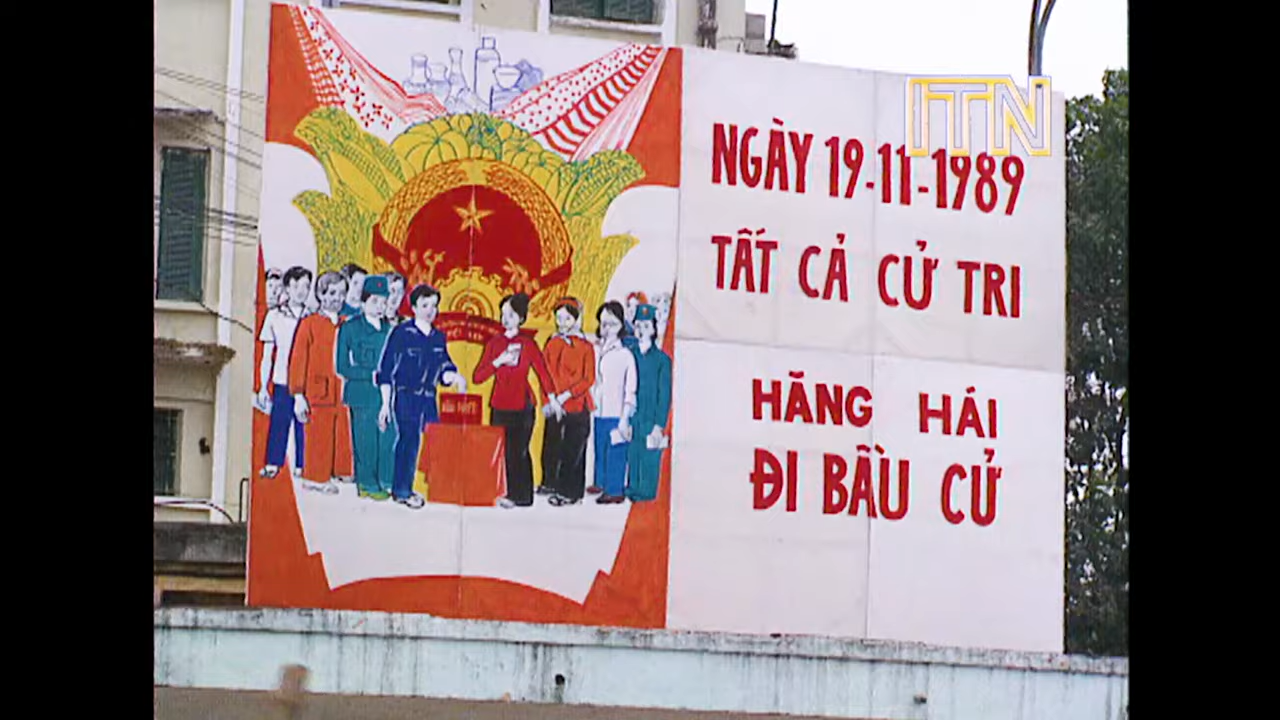 ITN
NGÀY 19-11-1989
TẤT CẢ CỬ TRI
HĂNG HÁI
ĐI BẦU CỬ